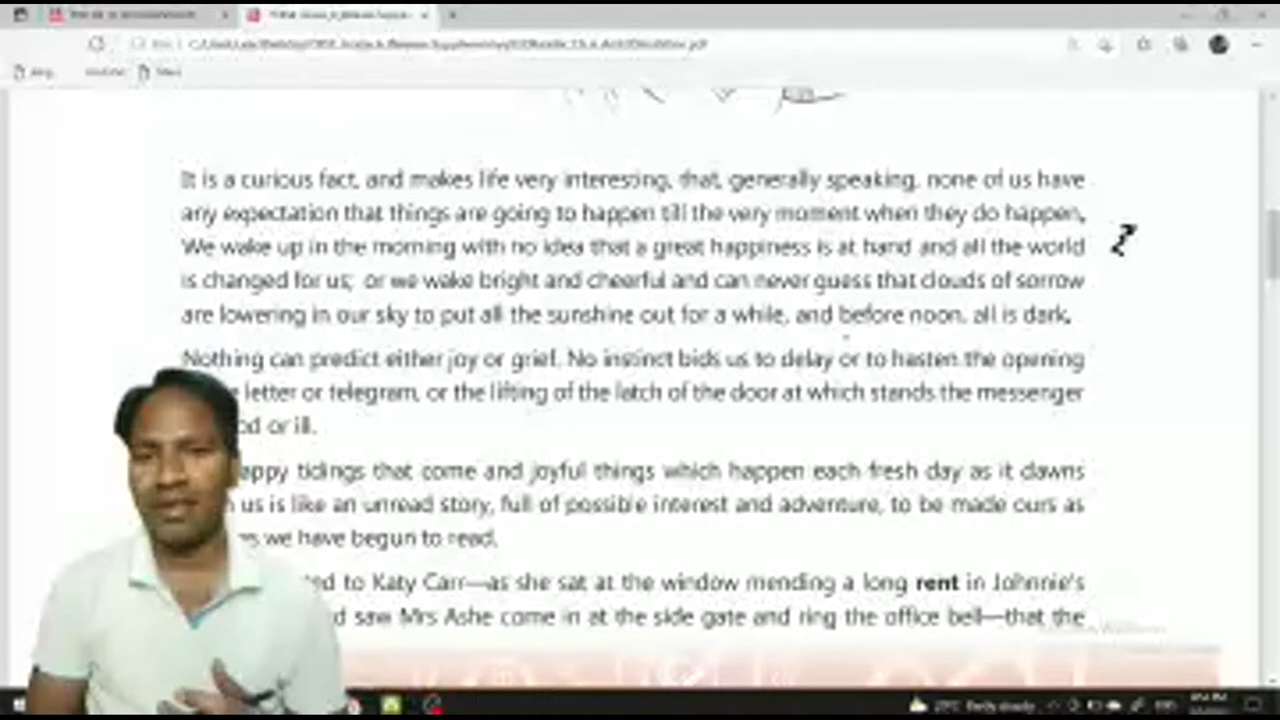 It is a curious fact, and makes life very interesting, that, generally speaking, none of us have
any expectation that things are going to happen till the very moment when they do happen.
We wake up in the morning with no idea that a great happiness is at hand and all the world
is changed for us; or we wake bright and cheerful and can never guess that clouds of sorrow
are lowering in our sky to put all the sunshine out for a while, and before noon, all is dark.
Nothing can predict either joy or grief. No instinct bids us to delay or to hasten the opening
letter or telegram, or the lifting of the latch of the door at which stands the messenger
or ill.
tidings that come and joyful things which happen each fresh day as it dawns
us is like an unread story, full of possible interest and adventure, to be made ours as
we have begun to read.
to Katy Carr—as she sat at the window mending a long rent in Johnnie's
saw Mrs Ashe come in at the side gate and ring the office bell—that the